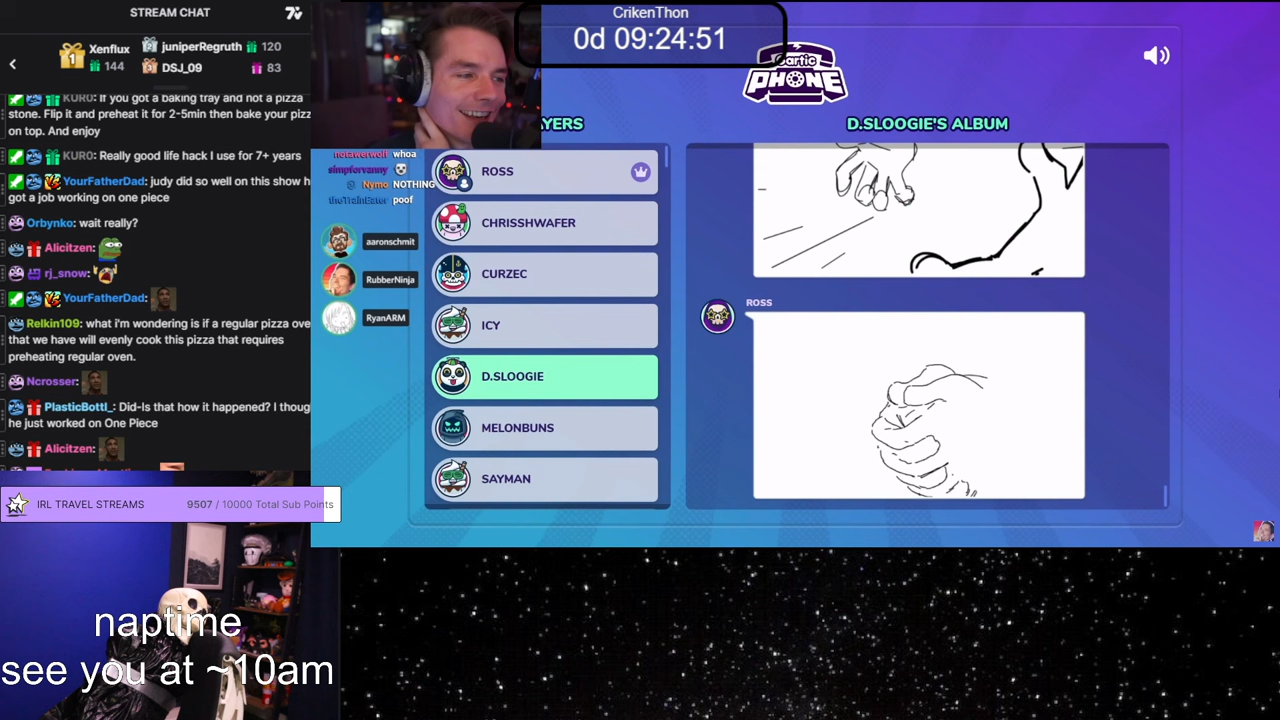 STREAM CHAT
Xenflux
144
juniperRegruth 120
DSJ_09 83
KUR0: If you got a baking tray and not a pizza
stone. Flip it and preheat it for 2-5min then bake your pizz
on top. And enjoy
KUR0: Really good life hack I use for 7+ years
YourFatherDad: judy did so well on this show h
got a job working on one piece
Orbynko: wait really?
Alicitzen:
rj_snow:
YourFatherDad:
Relkin109: what i'm wondering is if a regular pizza ove
that we have will evenly cook this pizza that requires
preheating regular oven.
Ncrosser:
PlasticBottl_: Did-Is that how it happened? I thoug
he just worked on One Piece
Alicitzen:
IRL TRAVEL STREAMS 9507 / 10000 Total Sub Points
naptime
see you at ~10am
CrikenThon
0d 09:24:51
notawerwolf whoa
simpforvanny
Nymo NOTHING
theTrainEater poof
aaronschmit
RubberNinja
RyanARM
AYERS
ROSS
CHRISSHWAFER
CURZEC
ICY
D.SLOOGIE
MELONBUNS
SAYMAN
Gartic
PHONE
D.SLOOGIE'S ALBUM
ROSS